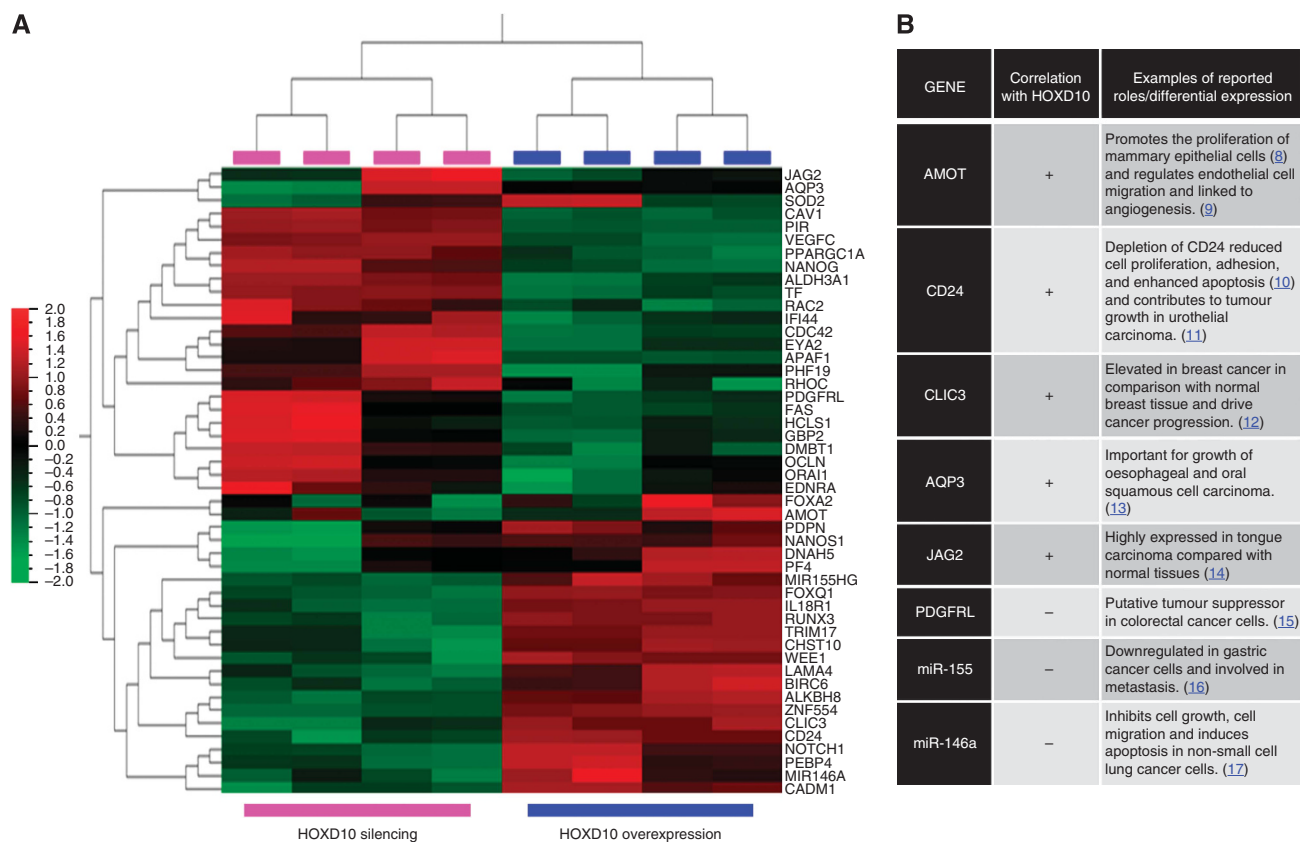 A
JAG2
AQP3
SOD2
CAV1
PIR
VEGFC
PPARGC1A
NANOG
ALDH3A1
TF
RAC2
IFI44
CDC42
EYA2
APAF1
PHF19
RHOC
PDGFRL
FAS
HCLS1
GBP2
DMBT1
OCLN
ORAI1
EDNRA
FOXA2
AMOT
PDPN
NANOS1
DNAH5
PF4
MIR155HG
FOXQ1
IL18R1
RUNX3
TRIM17
CHST10
WEE1
LAMA4
BIRC6
ALKBH8
ZNF554
CLIC3
CD24
NOTCH1
PEBP4
MIR146A
CADM1
2.0
1.8
1.6
1.4
1.2
1.0
0.8
0.6
0.4
0.2
0.0
–0.2
–0.4
–0.6
–0.8
–1.0
–1.2
–1.4
–1.6
–1.8
–2.0
HOXD10 silencing
HOXD10 overexpression
B
GENE
Correlation
with HOXD10
Examples of reported
roles/differential expression
AMOT
+
Promotes the proliferation of
mammary epithelial cells (8)
and regulates endothelial cell
migration and linked to
angiogenesis. (9)
CD24
+
Depletion of CD24 reduced
cell proliferation, adhesion,
and enhanced apoptosis (10)
and contributes to tumour
growth in urothelial
carcinoma. (11)
CLIC3
+
Elevated in breast cancer in
comparison with normal
breast tissue and drive
cancer progression. (12)
AQP3
+
Important for growth of
oesophageal and oral
squamous cell carcinoma.
(13)
JAG2
+
Highly expressed in tongue
carcinoma compared with
normal tissues (14)
PDGFRL
–
Putative tumour suppressor
in colorectal cancer cells. (15)
miR-155
–
Downregulated in gastric
cancer cells and involved in
metastasis. (16)
miR-146a
–
Inhibits cell growth, cell
migration and induces
apoptosis in non-small cell
lung cancer cells. (17)